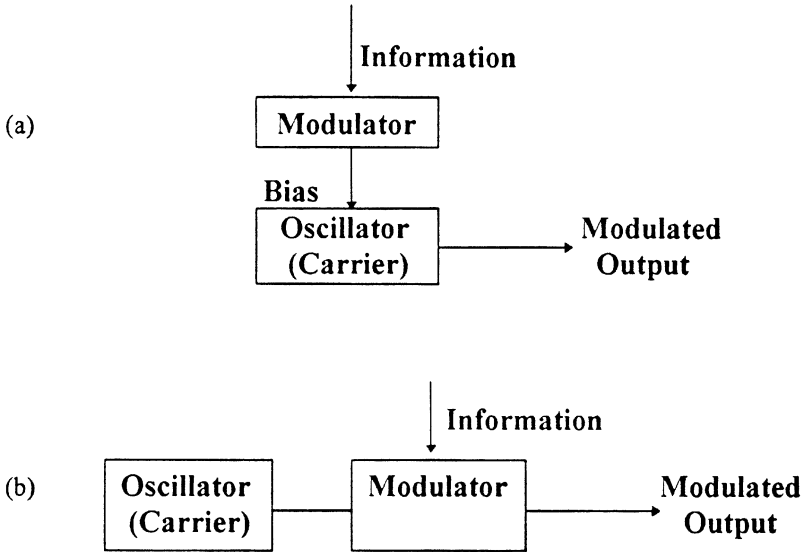 Information
(a)
Modulator
Bias
Oscillator
(Carrier)
Modulated
Output
Information
(b)
Oscillator
(Carrier)
Modulator
Modulated
Output